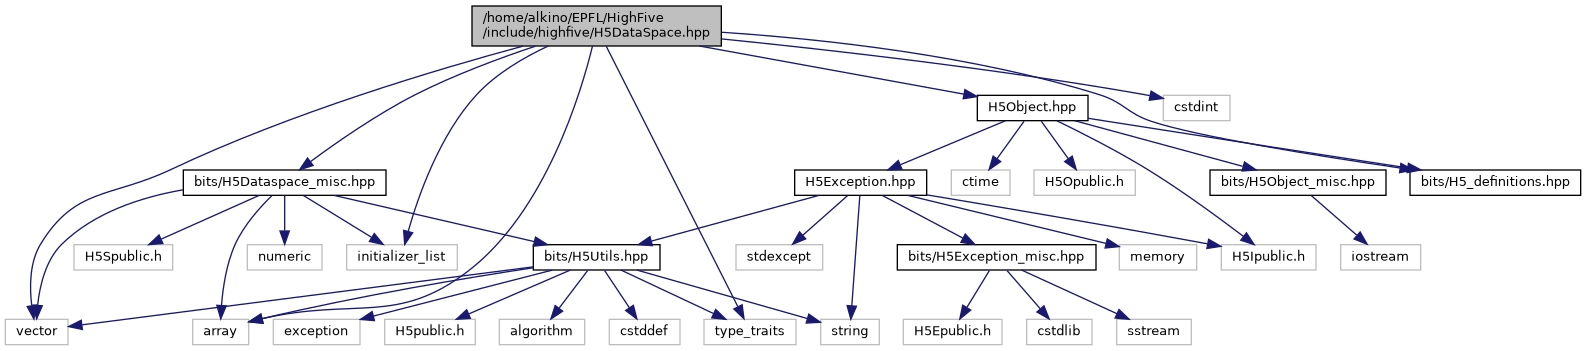 /home/alkino/EPFL/HighFive
/include/highfive/H5DataSpace.hpp
H5Object.hpp
cstdint
bits/H5Dataspace_misc.hpp
H5Exception.hpp
ctime
H5Opublic.h
bits/H5Object_misc.hpp
bits/H5_definitions.hpp
H5Spublic.h
numeric
initializer_list
bits/H5Utils.hpp
stdexcept
bits/H5Exception_misc.hpp
memory
H5Ipublic.h
iostream
vector
array
exception
H5public.h
algorithm
cstddef
type_traits
string
H5Epublic.h
cstdlib
sstream